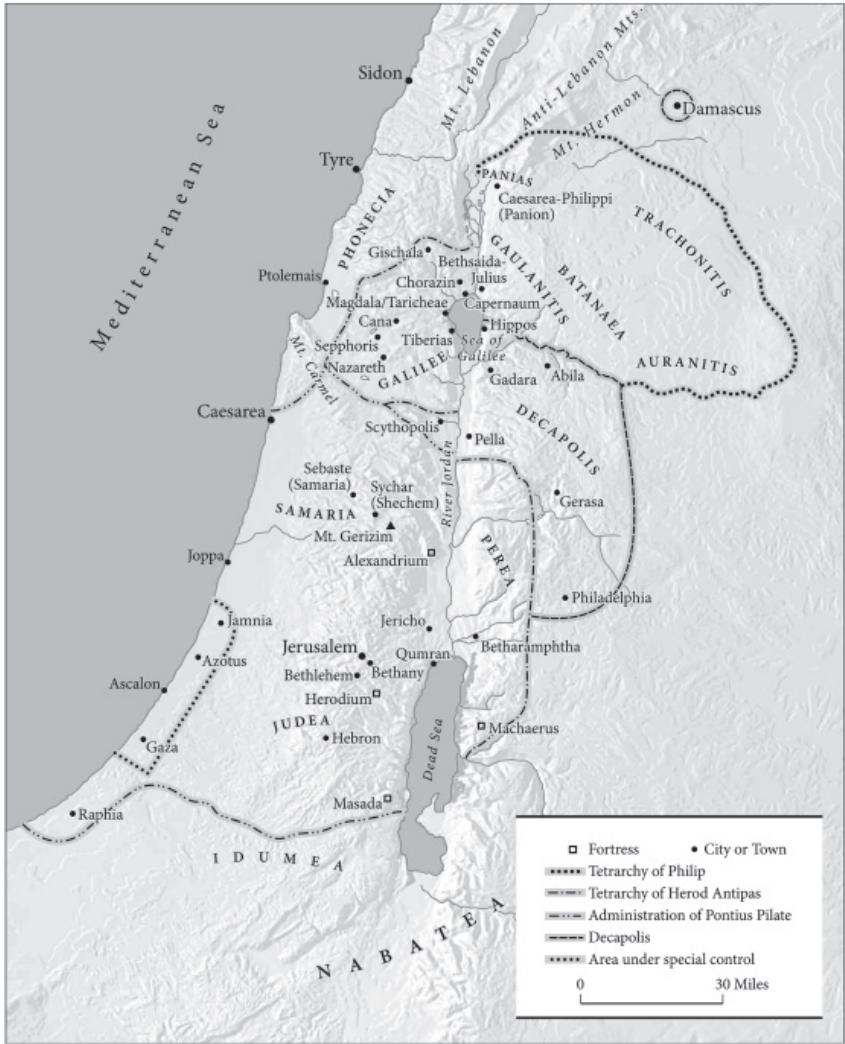 Sidon
Mt. Lebanon
Anti-Lebanon Mts.
Mt. Hermon
Damascus
Mediterranean Sea
Tyre
PHONECIA
PANIAS
Caesarea-Philippi
(Panion)
TRACHONITIS
Gischala
Bethsaida-
Julius
GAULANITIS
BATANAEA
Ptolemais
Chorazin
Magdala/Taricheae
Capernaum
Cana
Hippos
Sepphoris
Tiberias
Sea of
Galilee
Nazareth
GALILEE
Mt. Carmel
AURANITIS
Gadara
Abila
Caesarea
DECAPOLIS
Scythopolis
Pella
River Jordan
Sebaste
(Samaria)
Sychar
(Shechem)
Gerasa
SAMARIA
Mt. Gerizim
PEREA
Joppa
Alexandrium
Philadelphia
Jamnia
Jericho
Betharamphtha
Jerusalem
Qumran
Azotus
Bethany
Bethlehem
Ascalon
Herodium
JUDEA
Machaerus
Hebron
Gaza
Dead Sea
Masada
Raphia
IDUMEA
NABATEA
Fortress
City or Town
Tetrarchy of Philip
Tetrarchy of Herod Antipas
Administration of Pontius Pilate
Decapolis
Area under special control
0 30 Miles